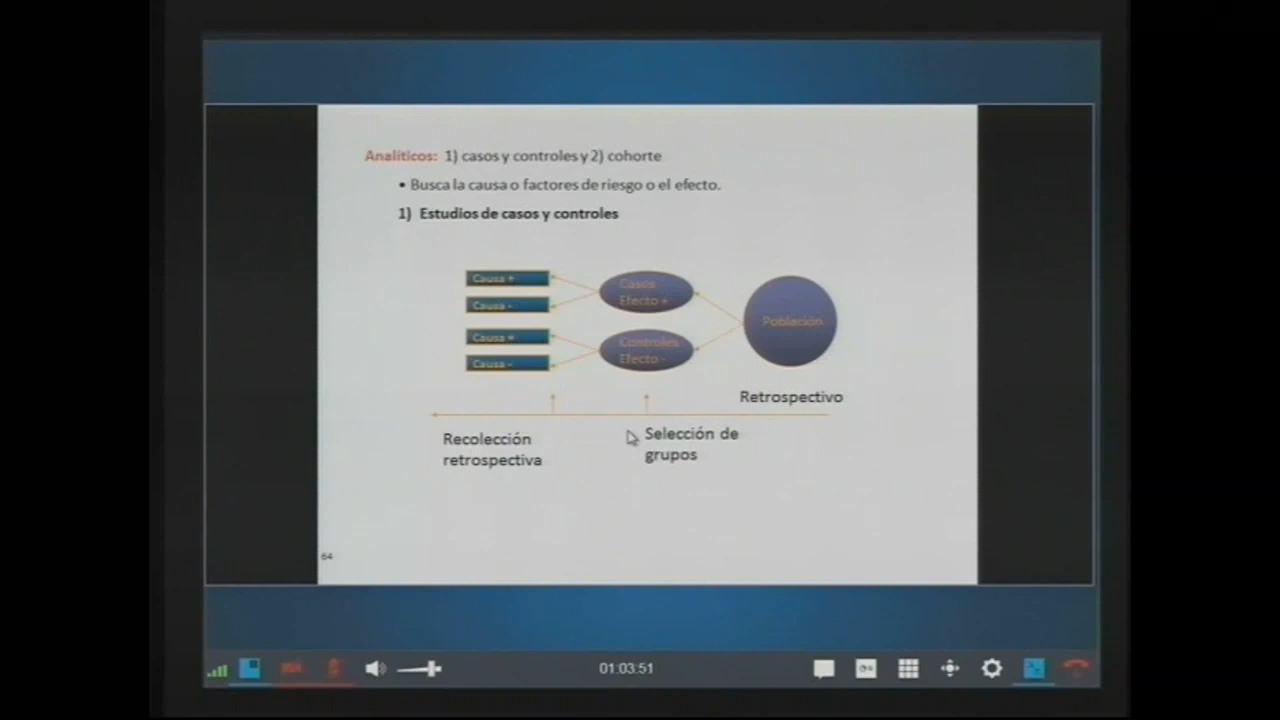 Analíticos: 1) casos y controles y 2) cohorte
• Busca la causa o factores de riesgo o el efecto.
1) Estudios de casos y controles
Causa +
Causa -
Causa +
Causa -
Casos
Efecto +
Controles
Efecto -
Población
Retrospectivo
Recolección
retrospectiva
Selección de
grupos
64
01:03:51